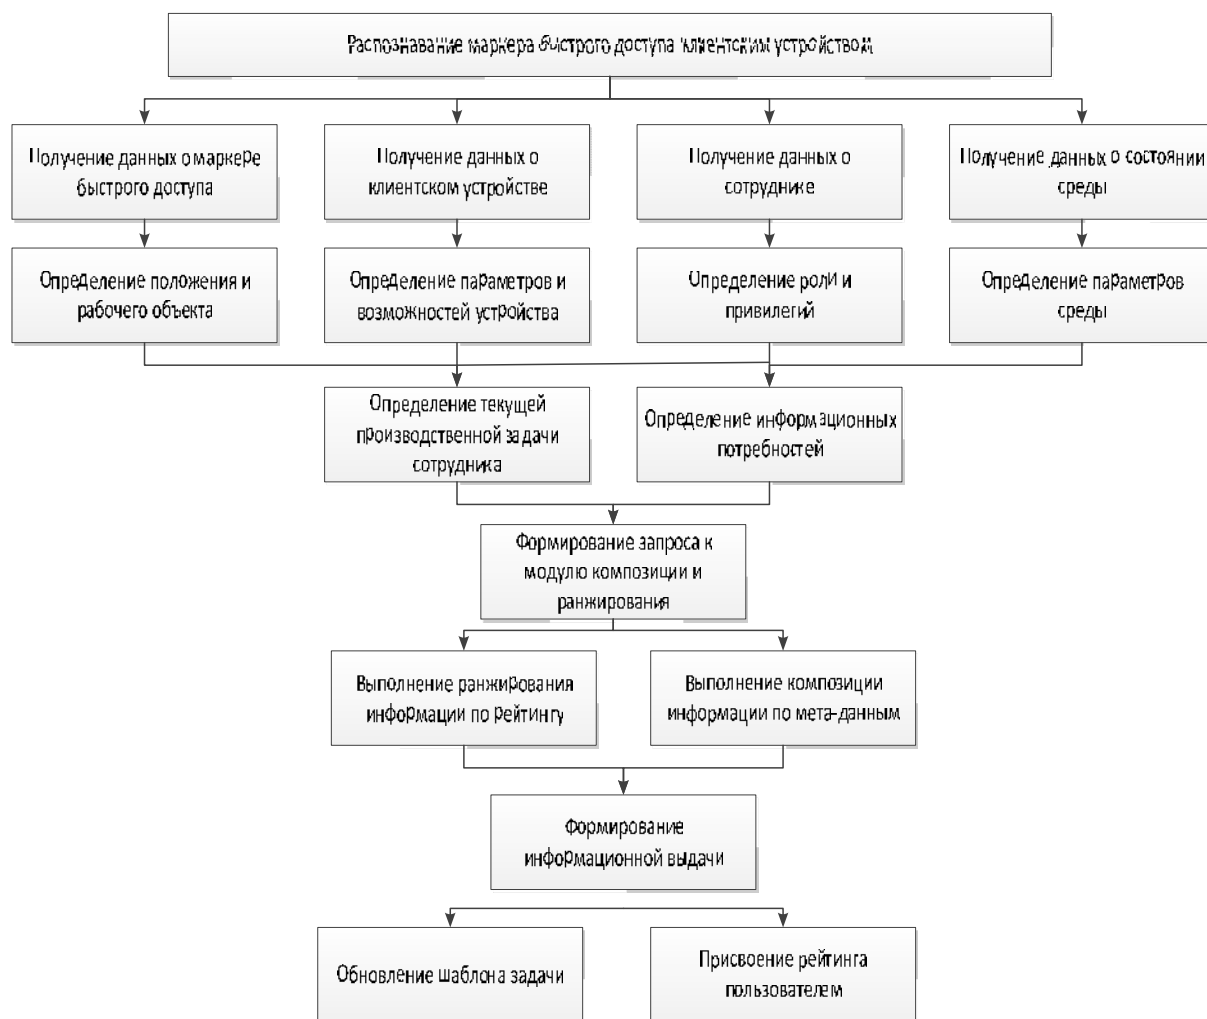 Распознавание маркера быстрого доступа клиентским устройством
Получение данных о маркере
быстрого доступа
Получение данных о
клиентском устройстве
Получение данных о
сотруднике
Получение данных о состоянии
среды
Определение положения и
рабочего объекта
Определение параметров и
возможностей устройства
Определение роли и
привилегий
Определение параметров
среды
Определение текущей
производственной задачи
сотрудника
Определение информационных
потребностей
Формирование запроса к
модулю композиции и
ранжирования
Выполнение ранжирования
информации по рейтингу
Выполнение композиции
информации по мета-данным
Формирование
информационной выдачи
Обновление шаблона задачи
Присвоение рейтинга
пользователем